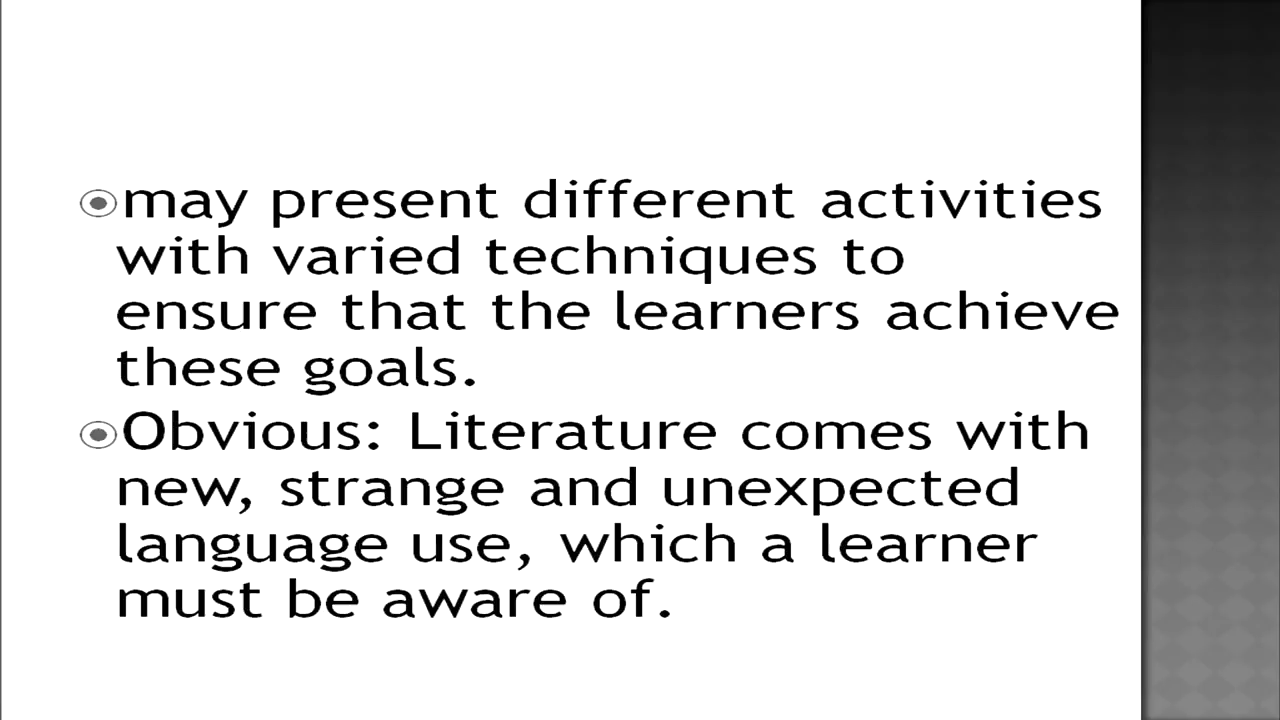 may present different activities
with varied techniques to
ensure that the learners achieve
these goals.
Obvious: Literature comes with
new, strange and unexpected
language use, which a learner
must be aware of.